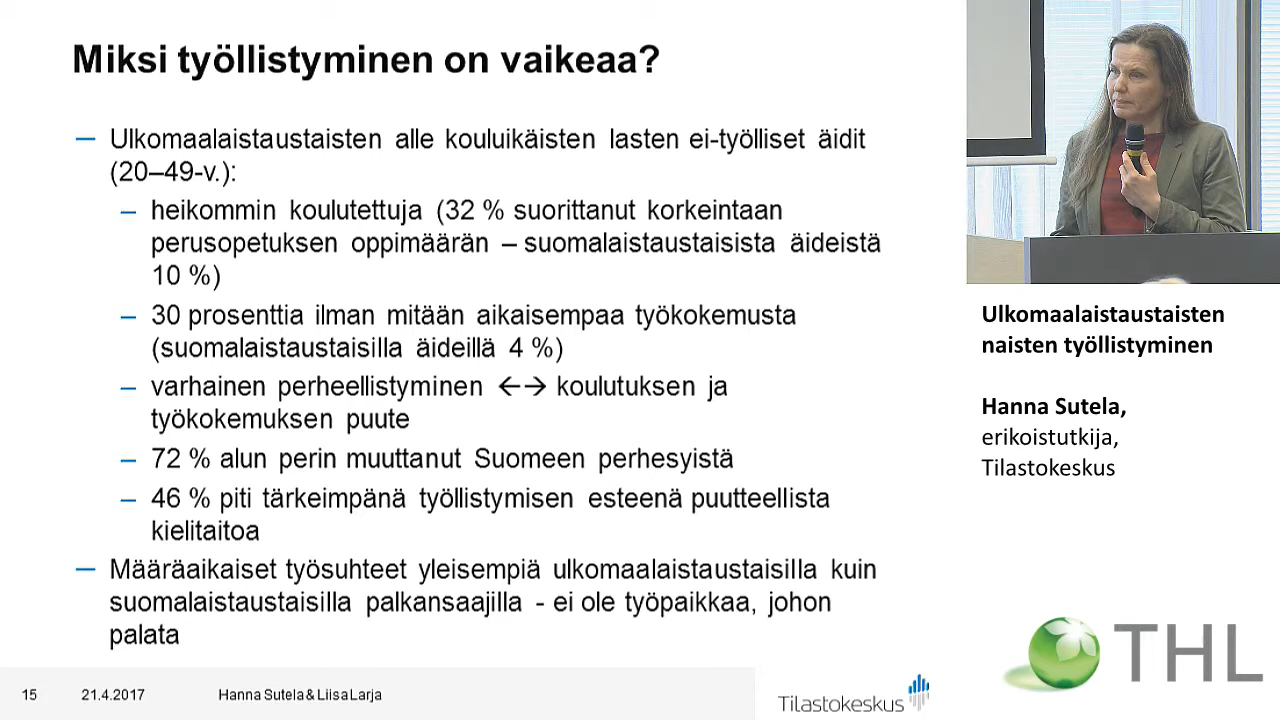 Miksi työllistyminen on vaikeaa?
– Ulkomaalaistaustaisten alle kouluikäisten lasten ei-työlliset äidit
(20–49-v.):
– heikommin koulutettuja (32 % suorittanut korkeintaan
perusopetuksen oppimäärän – suomalaistaustaisista äideistä
10 %)
– 30 prosenttia ilman mitään aikaisempaa työkokemusta
(suomalaistaustaisilla äideillä 4 %)
– varhainen perheellistyminen ←→ koulutuksen ja
työkokemuksen puute
– 72 % alun perin muuttanut Suomeen perhesyistä
– 46 % piti tärkeimpänä työllistymisen esteenä puutteellista
kielitaitoa
– Määräaikaiset työsuhteet yleisempiä ulkomaalaistaustaisilla kuin
suomalaistaustaisilla palkansaajilla - ei ole työpaikkaa, johon
palata
15 21.4.2017 Hanna Sutela & Liisa Larja
Tilastokeskus
Ulkomaalaistaustaisten
naisten työllistyminen
Hanna Sutela,
erikoistutkija,
Tilastokeskus
THL